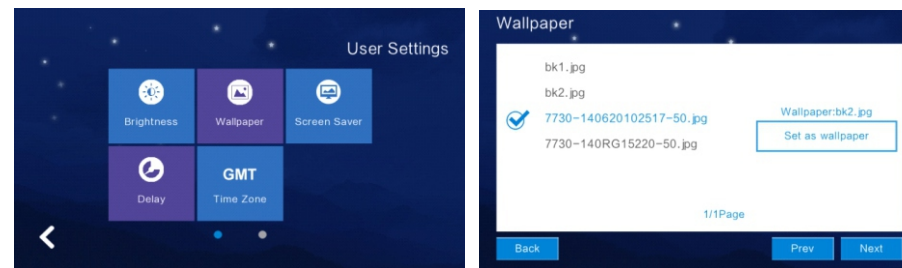 User Settings
Brightness
Wallpaper
Screen Saver
Delay
GMT
Time Zone
Wallpaper
bk1.jpg
bk2.jpg
7730-140620102517-50.jpg
7730-140RG15220-50.jpg
Wallpaper:bk2.jpg
Set as wallpaper
1/1Page
Back
Prev
Next